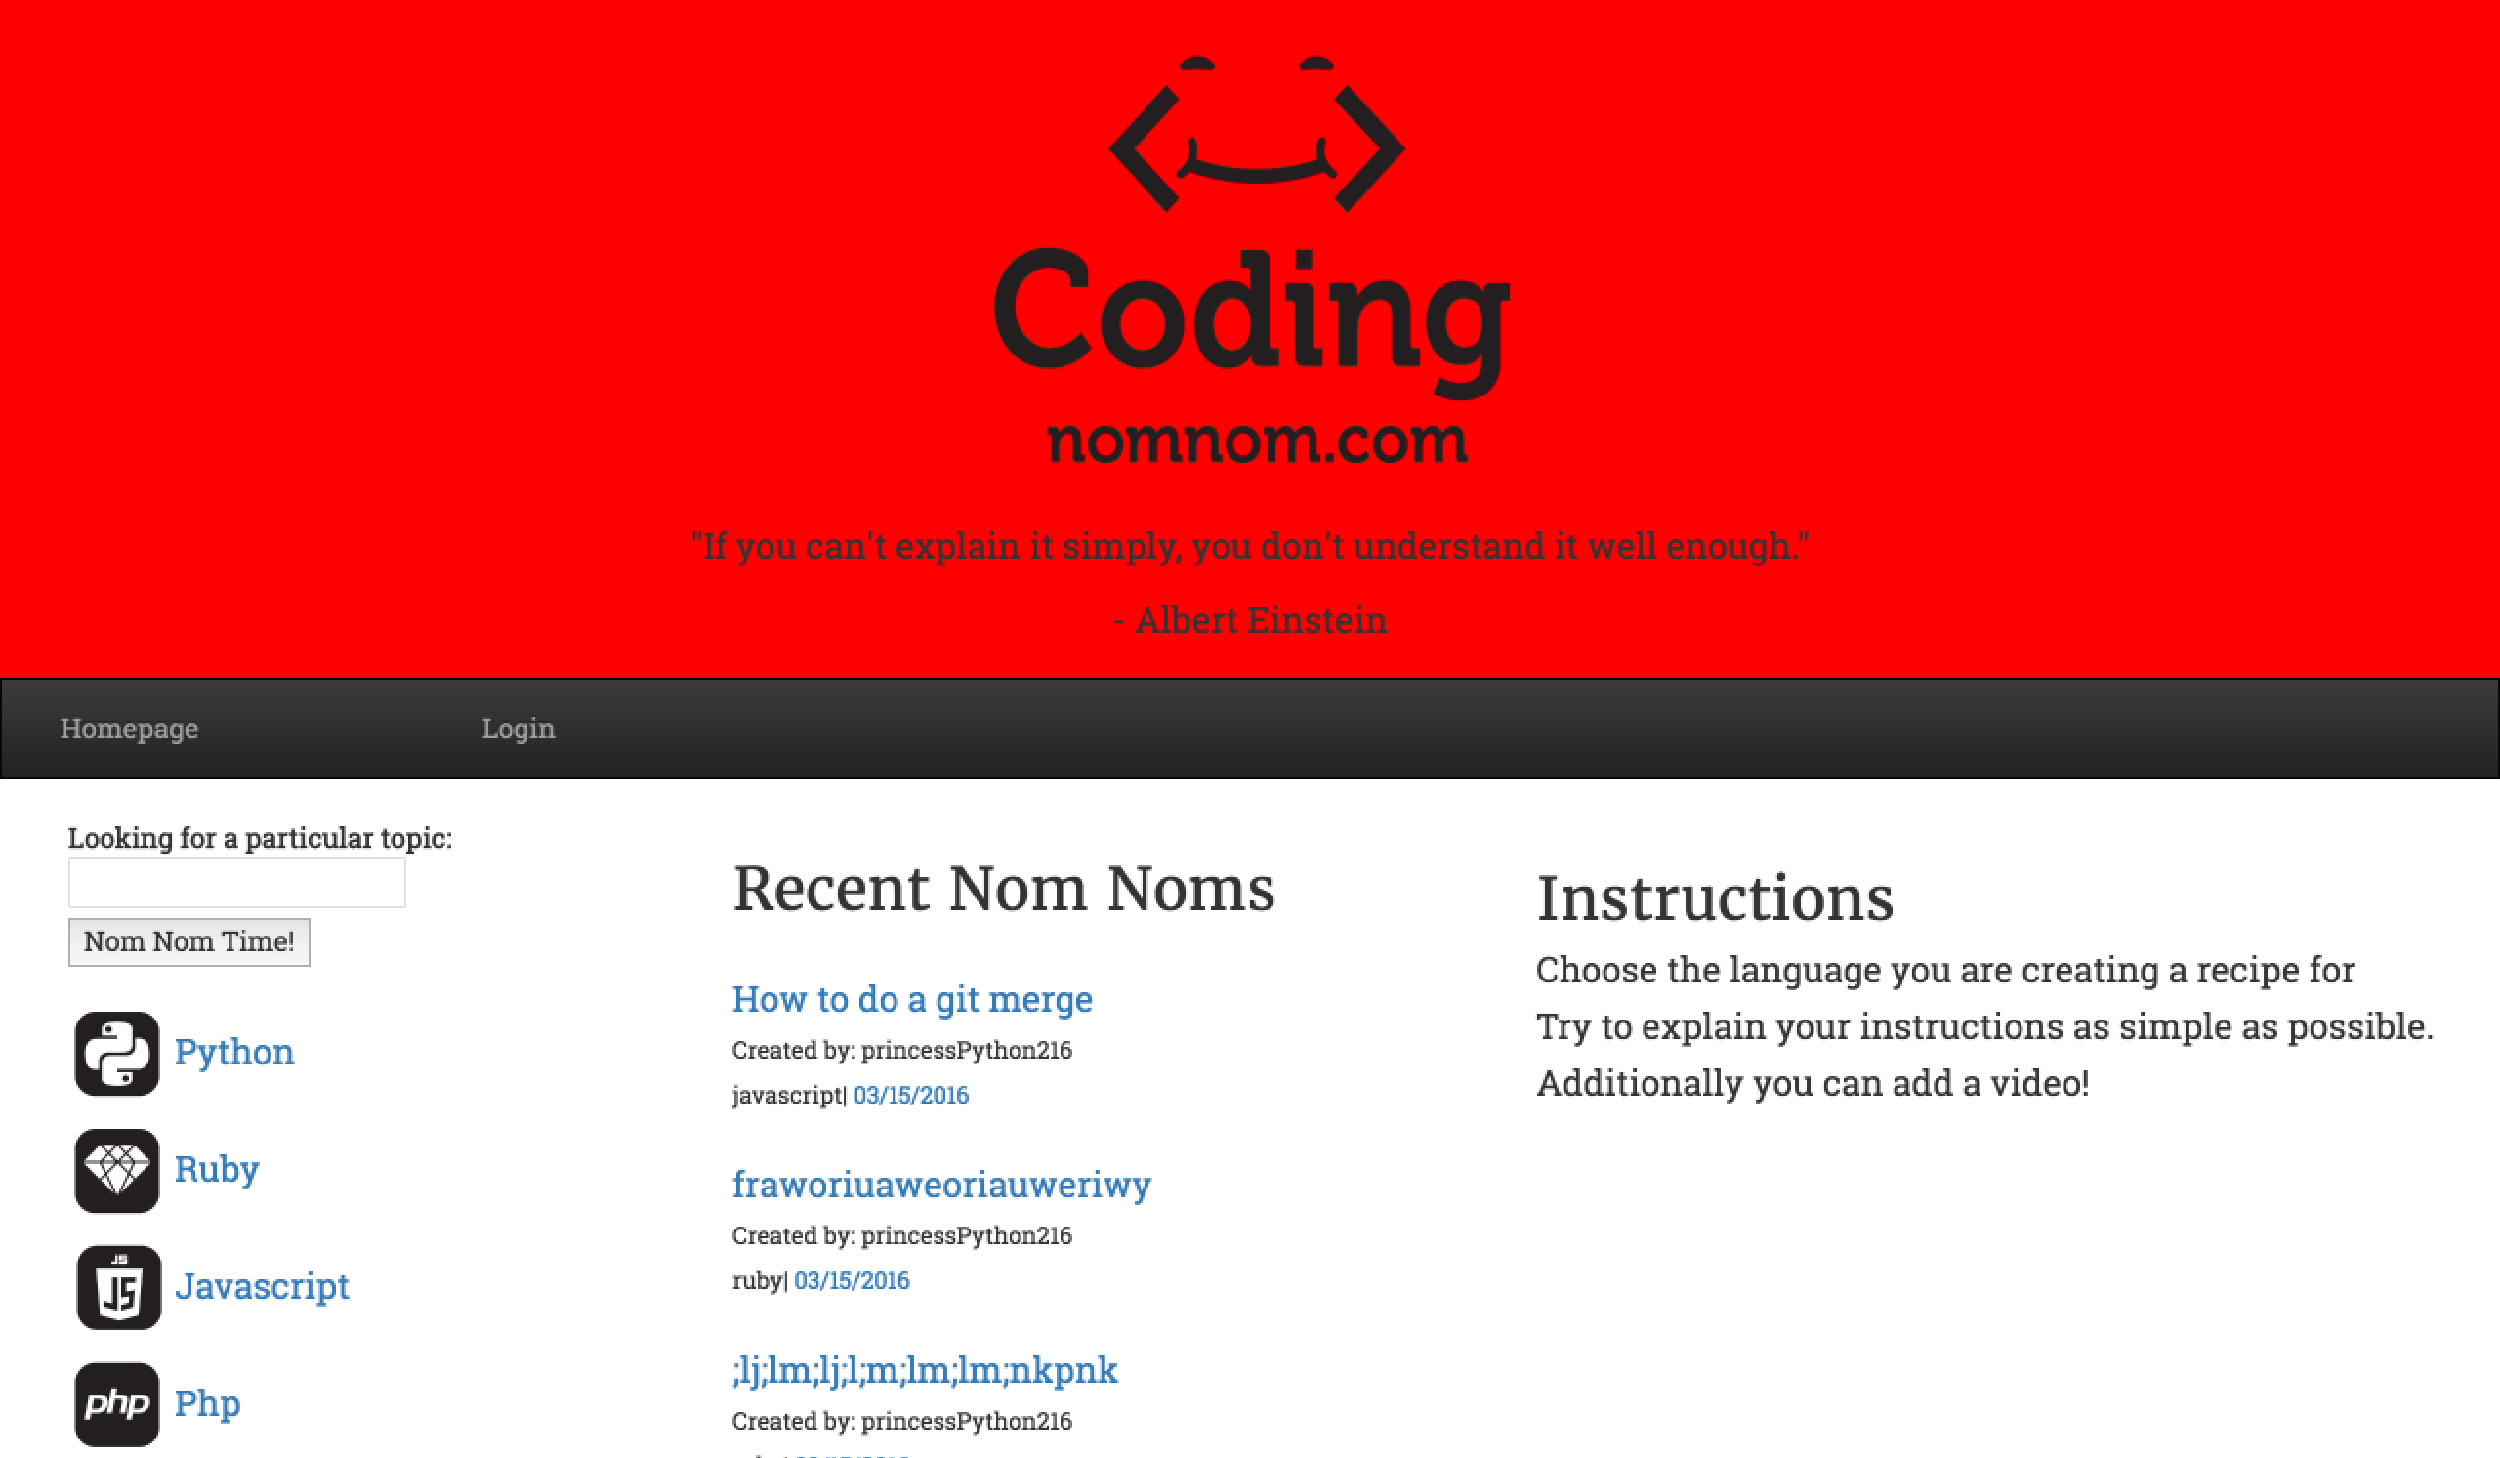 Coding
nomnom.com
"If you can't explain it simply, you don't understand it well enough."
- Albert Einstein
Homepage
Login
Looking for a particular topic:
Nom Nom Time!
Python
Ruby
JS
JS
Javascript
php
Php
Recent Nom Noms
How to do a git merge
Created by: princessPython216
javascript| 03/15/2016
fraworiuaweoriauweriwy
Created by: princessPython216
ruby| 03/15/2016
;lj;lm;lj;l;m;lm;lm;nkpnk
Created by: princessPython216
Instructions
Choose the language you are creating a recipe for
Try to explain your instructions as simple as possible.
Additionally you can add a video!